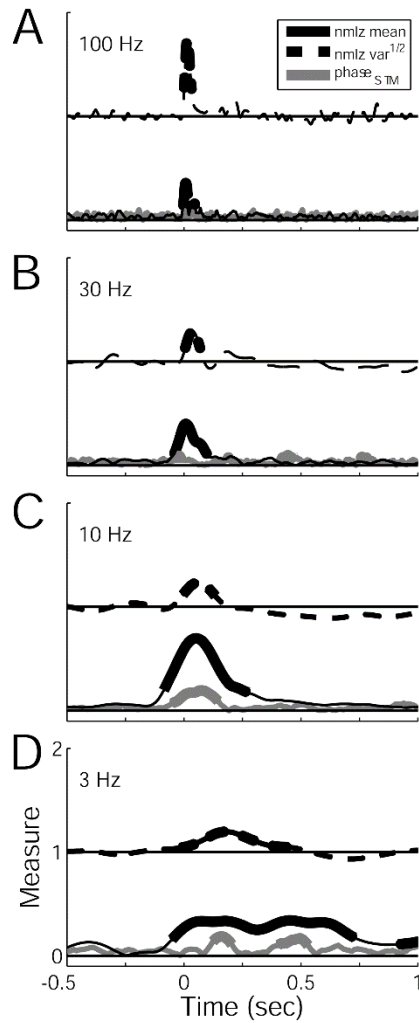 A
100 Hz
nmlz mean
nmlz var1/2
phaseSTM
B
30 Hz
C
10 Hz
D
3 Hz
2
1
0
Measure
-0.5
0
0.5
1
Time (sec)